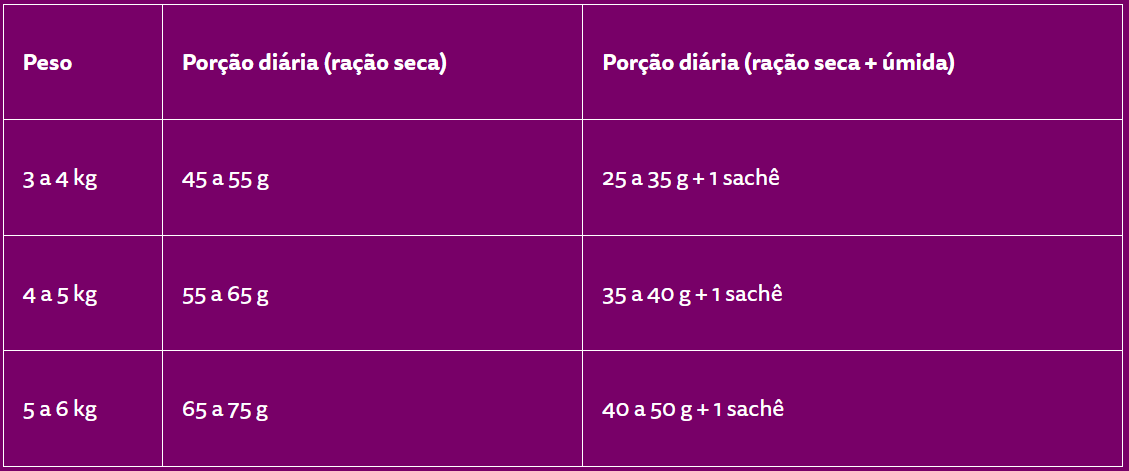 Peso Porção diária (ração seca) Porção diária (ração seca + úmida)
3 a 4 kg 45 a 55 g 25 a 35 g + 1 sachê
4 a 5 kg 55 a 65 g 35 a 40 g + 1 sachê
5 a 6 kg 65 a 75 g 40 a 50 g + 1 sachê